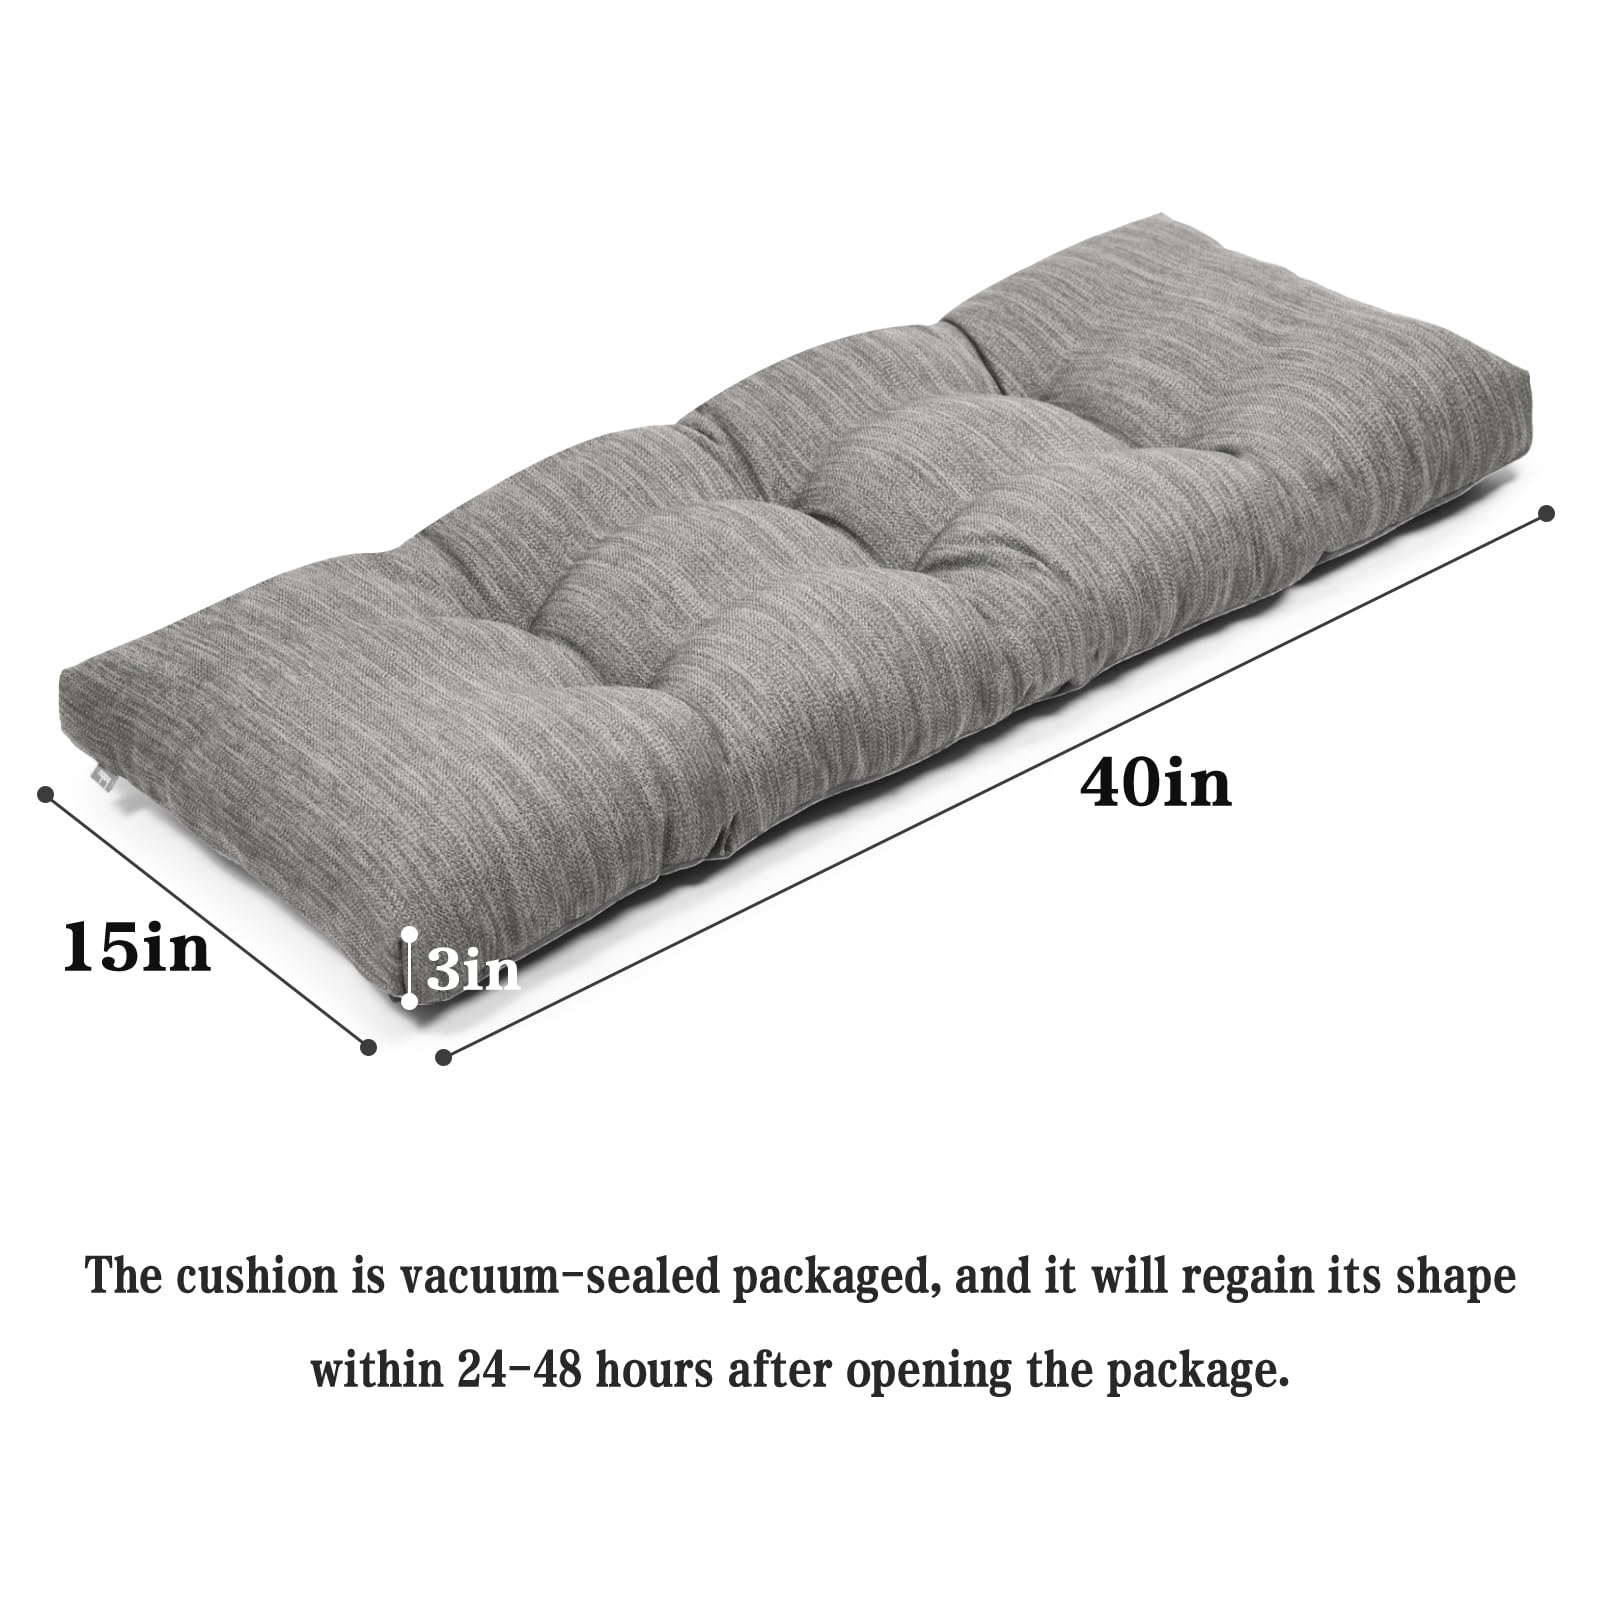 40in
15in
3in
The cushion is vacuum-sealed packaged, and it will regain its shape
within 24-48 hours after opening the package.